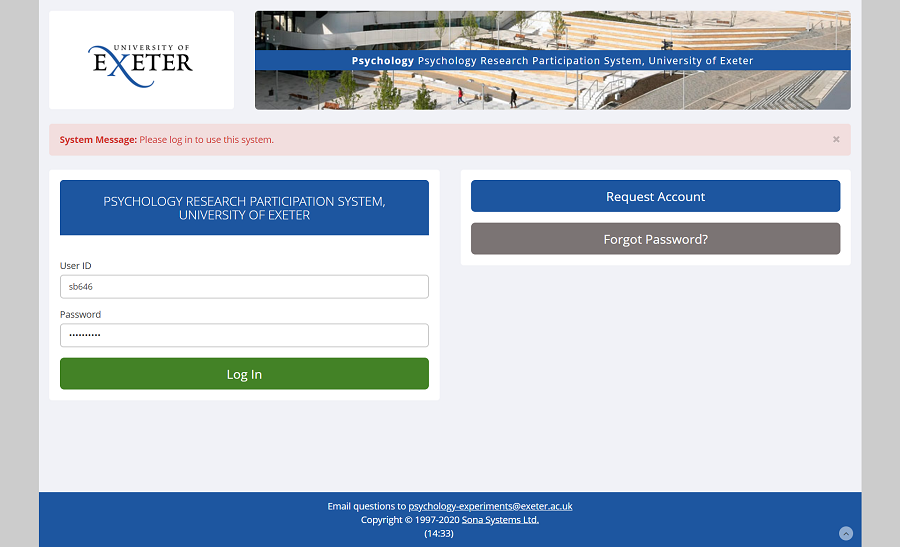 UNIVERSITY OF
EXETER
Psychology Psychology Research Participation System, University of Exeter
System Message: Please log in to use this system.
×
PSYCHOLOGY RESEARCH PARTICIPATION SYSTEM,
UNIVERSITY OF EXETER
User ID
sb646
Password
••••••••••
Log In
Request Account
Forgot Password?
Email questions to psychology-experiments@exeter.ac.uk
Copyright © 1997-2020 Sona Systems Ltd.
(14:33)